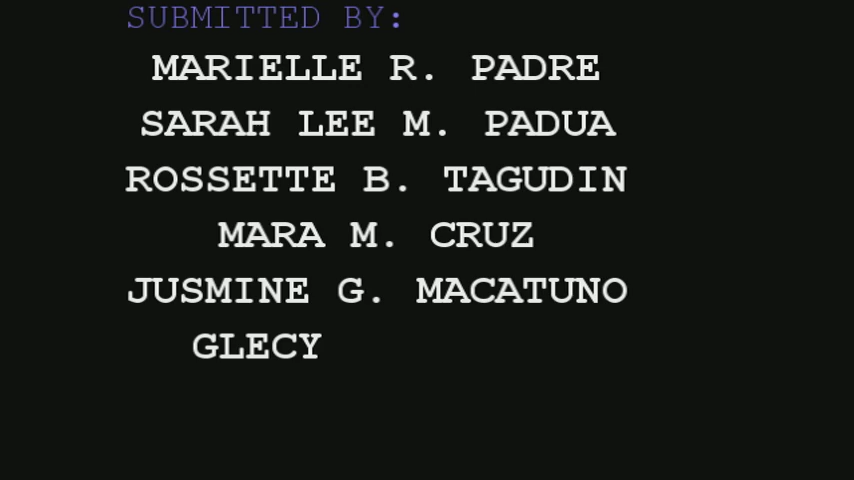 SUBMITTED BY:
MARIELLE R. PADRE
SARAH LEE M. PADUA
ROSSETTE B. TAGUDIN
MARA M. CRUZ
JUSMINE G. MACATUNO
GLECY